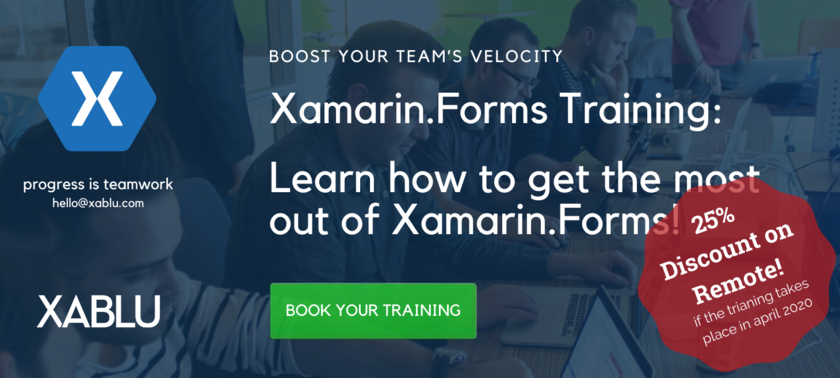 BOOST YOUR TEAM'S VELOCITY
X
Xamarin.Forms Training:
progress is teamwork
hello@xablu.com
Learn how to get the most
out of Xamarin.Forms!
25%
Discount on
Remote!
if the trianing takes
place in april 2020
XABLU
BOOK YOUR TRAINING